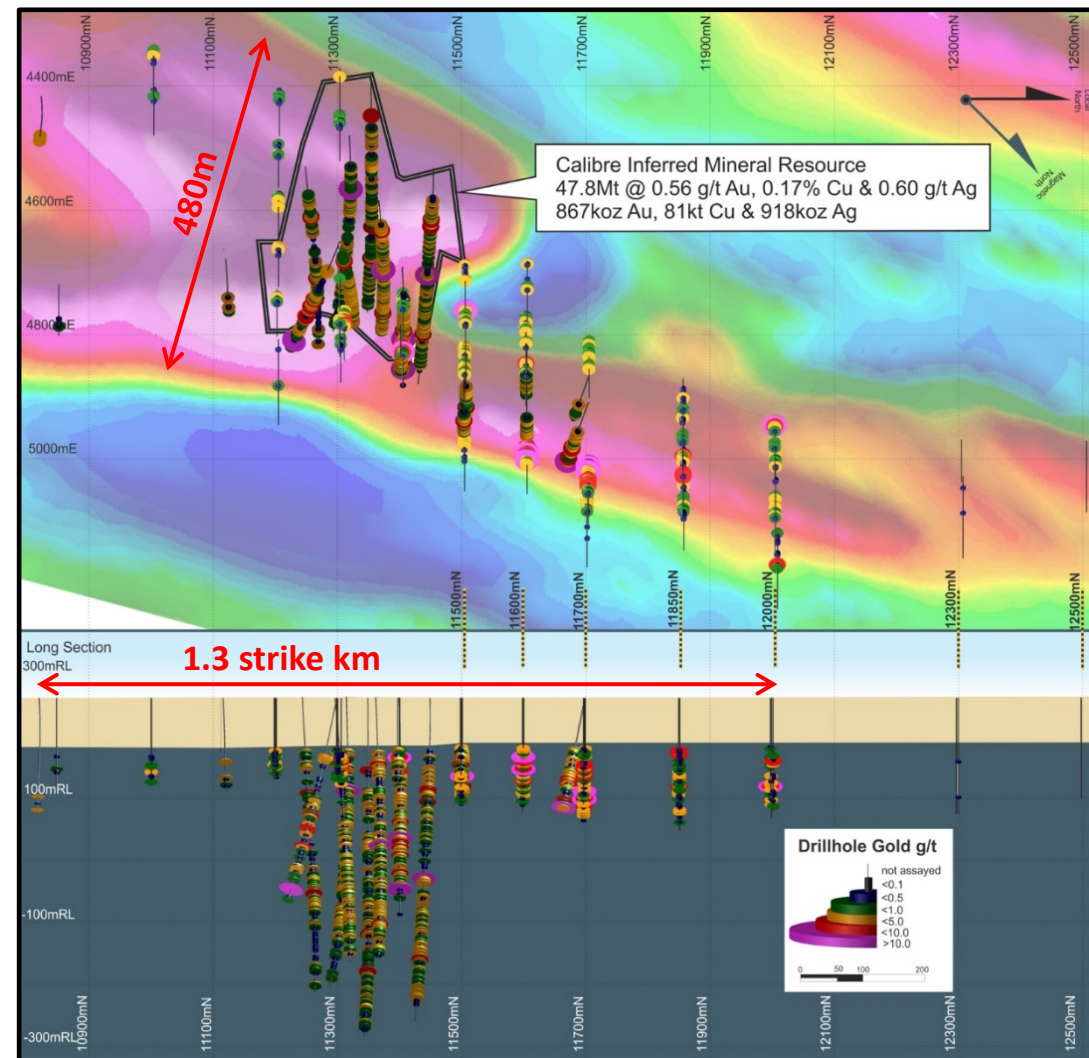 10900mN
11100mN
11300mN
11500mN
11700mN
11900mN
12100mN
12300mN
12500mN
4400mE
4600mE
4800mE
5000mE
480m
Local
North
Magnetic
North
Calibre Inferred Mineral Resource
47.8Mt @ 0.56 g/t Au, 0.17% Cu & 0.60 g/t Ag
867koz Au, 81kt Cu & 918koz Ag
11500mN
11600mN
11700mN
11850mN
12000mN
12300mN
12500mN
Long Section
300mRL
1.3 strike km
100mRL
-100mRL
-300mRL
Drillhole Gold g/t
not assayed
<0.1
<0.5
<1.0
<5.0
<10.0
>10.0
0 50 100 200
10900mN
11100mN
11300mN
11500mN
11700mN
11900mN
12100mN
12300mN
12500mN